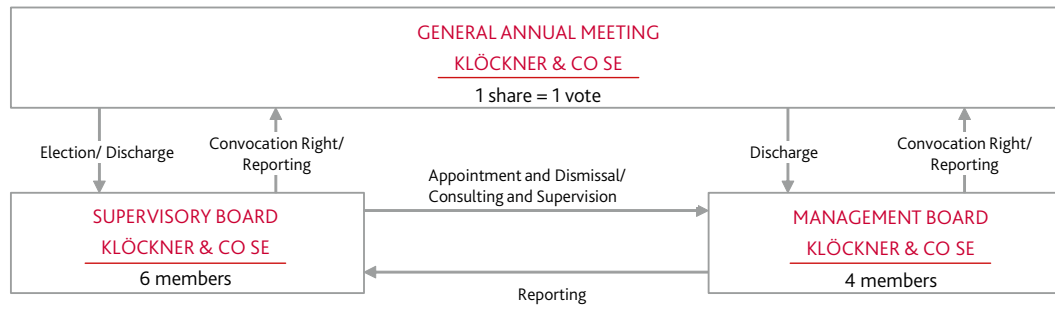 GENERAL ANNUAL MEETING
KLÖCKNER & CO SE
1 share = 1 vote
Election/ Discharge
Convocation Right/
Reporting
Discharge
Convocation Right/
Reporting
Appointment and Dismissal/
Consulting and Supervision
SUPERVISORY BOARD
KLÖCKNER & CO SE
6 members
MANAGEMENT BOARD
KLÖCKNER & CO SE
4 members
Reporting